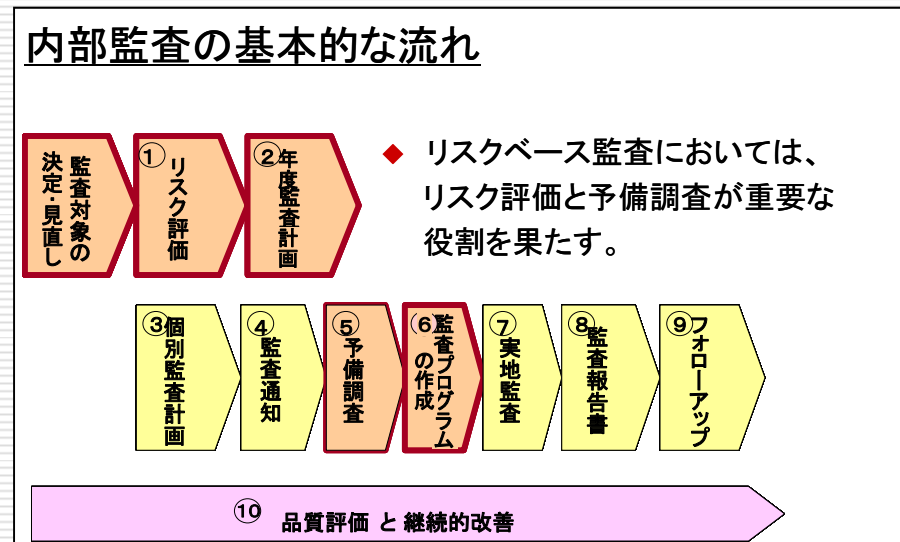 内部監査の基本的な流れ
監査対象の
決定・見直し
①リスク評価
②年度監査計画
◆ リスクベース監査においては、
リスク評価と予備調査が重要な
役割を果たす。
③個別監査計画
④監査通知
⑤予備調査
⑥監査プログラム
の作成
⑦実地監査
⑧監査報告書
⑨フォローアップ
⑩ 品質評価 と 継続的改善